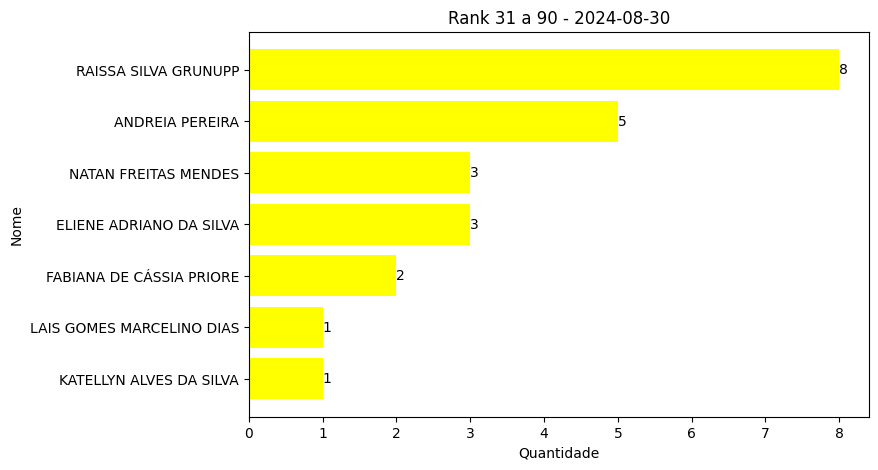 Rank 31 a 90 - 2024-08-30
RAISSA SILVA GRUNUPP
8
ANDREIA PEREIRA
5
NATAN FREITAS MENDES
3
ELIENE ADRIANO DA SILVA
3
FABIANA DE CÁSSIA PRIORE
2
LAIS GOMES MARCELINO DIAS
1
KATELLYN ALVES DA SILVA
1
Nome
0 1 2 3 4 5 6 7 8
Quantidade